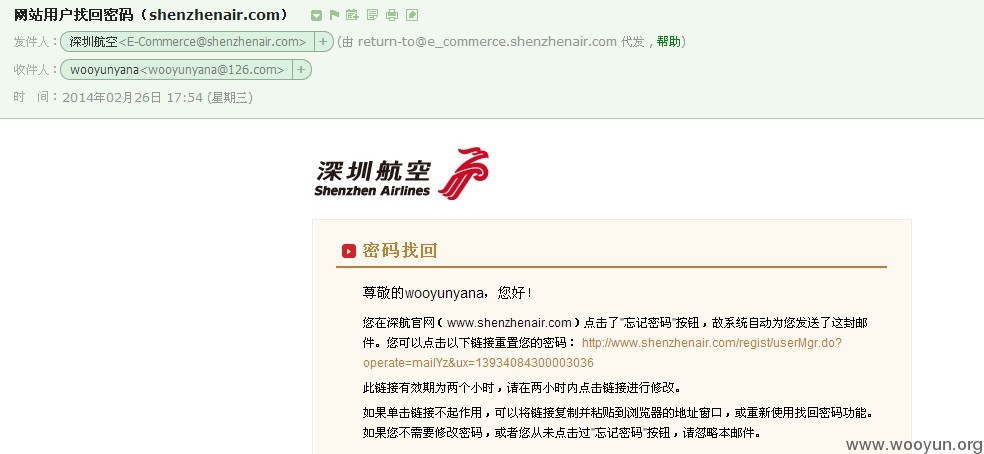 网站用户找回密码（shenzhenair.com）
发件人：深圳航空<E-Commerce@shenzhenair.com> + (由 return-to@e_commerce.shenzhenair.com 代发，帮助)
收件人：wooyunyana<wooyunyana@126.com> +
时　间：2014年02月26日 17:54 (星期三)
深圳航空
Shenzhen Airlines
密码找回
尊敬的wooyunyana，您好！
您在深航官网（www.shenzhenair.com）点击了"忘记密码"按钮，故系统自动为您发送了这封邮
件。您可以点击以下链接重置您的密码： http://www.shenzhenair.com/regist/userMgr.do?
operate=mailYz&ux=13934084300003036
此链接有效期为两个小时，请在两小时内点击链接进行修改。
如果单击链接不起作用，可以将链接复制并粘贴到浏览器的地址窗口，或重新使用找回密码功能。
如果您不需要修改密码，或者您从未点击过"忘记密码"按钮，请忽略本邮件。
www.wooyun.org